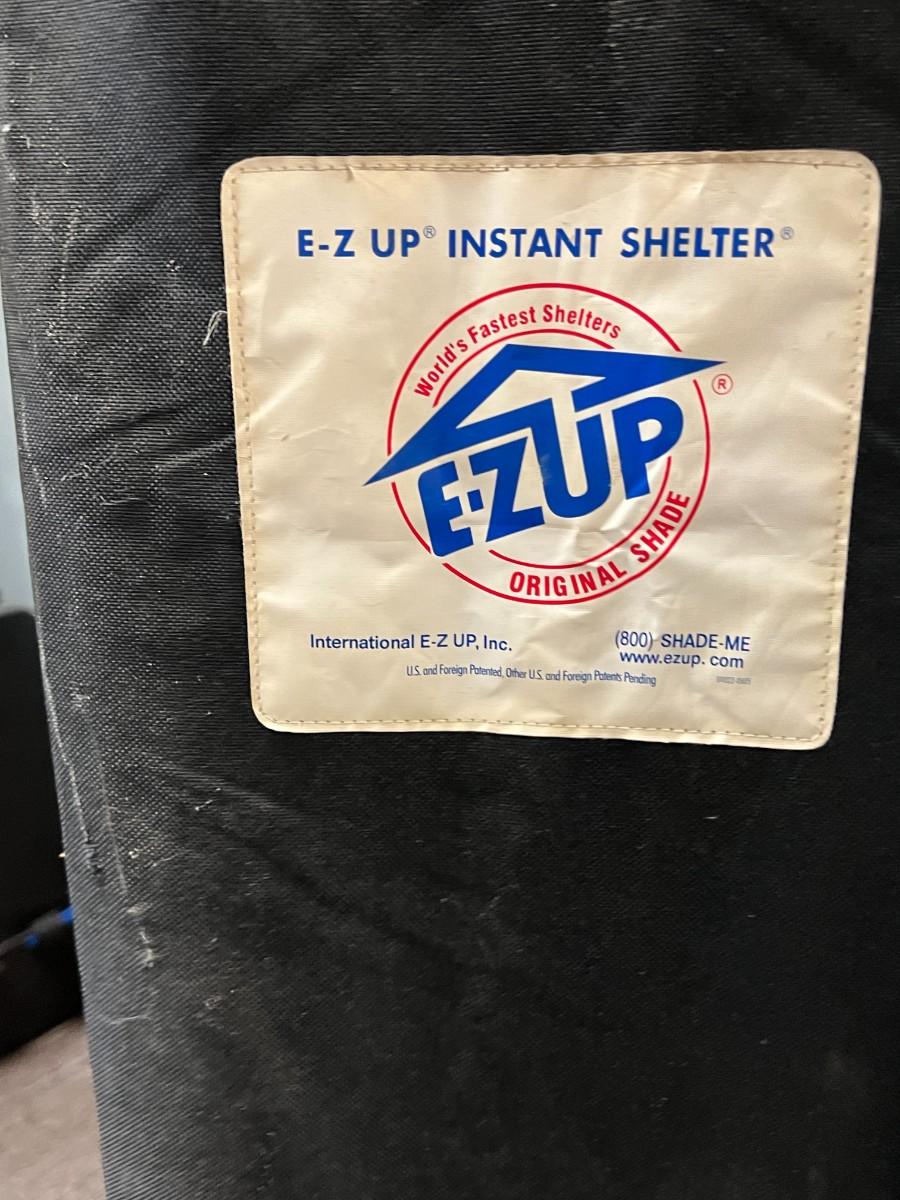 E-Z UP® INSTANT SHELTER®
World's Fastest Shelters
®
E-Z UP
ORIGINAL SHADE
International E-Z UP, Inc.
(800) SHADE-ME
www.ezup. com
U.S. and Foreign Patented, Other U.S. and Foreign Patents Pending